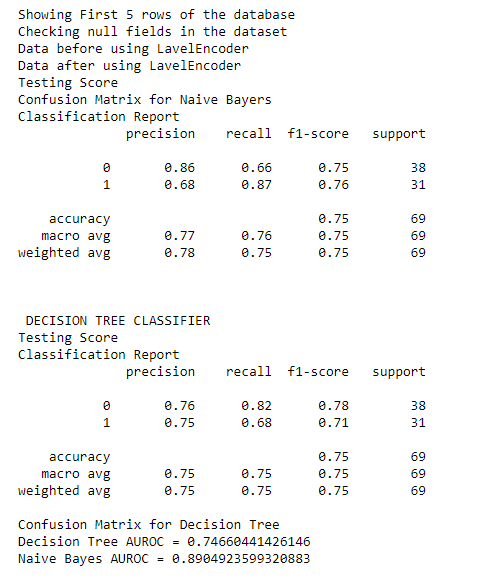 Showing First 5 rows of the database
Checking null fields in the dataset
Data before using LavelEncoder
Data after using LavelEncoder
Testing Score
Confusion Matrix for Naive Bayers
Classification Report
precision recall f1-score support
0 0.86 0.66 0.75 38
1 0.68 0.87 0.76 31
accuracy 0.75 69
macro avg 0.77 0.76 0.75 69
weighted avg 0.78 0.75 0.75 69
DECISION TREE CLASSIFIER
Testing Score
Classification Report
precision recall f1-score support
0 0.76 0.82 0.78 38
1 0.75 0.68 0.71 31
accuracy 0.75 69
macro avg 0.75 0.75 0.75 69
weighted avg 0.75 0.75 0.75 69
Confusion Matrix for Decision Tree
Decision Tree AUROC = 0.74660441426146
Naive Bayes AUROC = 0.8904923599320883